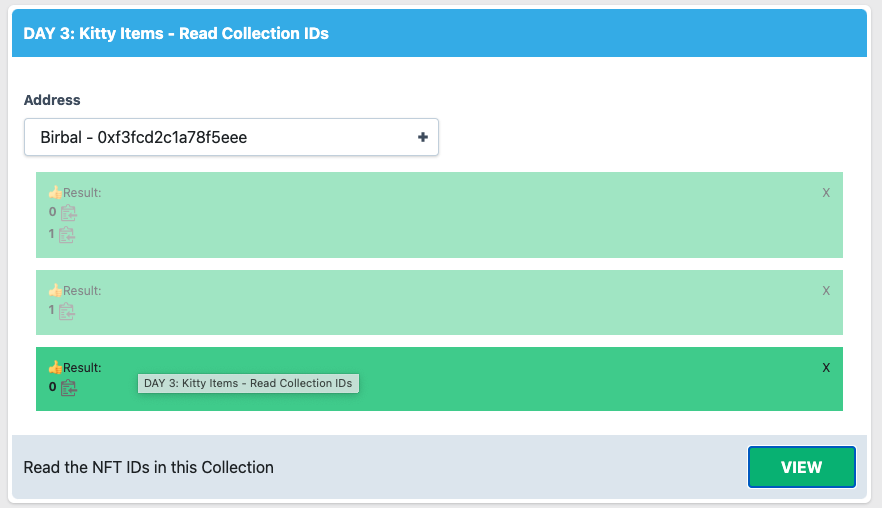 DAY 3: Kitty Items - Read Collection IDs
Address
Birbal - 0xf3fcd2c1a78f5eee
👍Result:
X
0
1
👍Result:
X
1
👍Result:
X
0
DAY 3: Kitty Items - Read Collection IDs
Read the NFT IDs in this Collection
VIEW